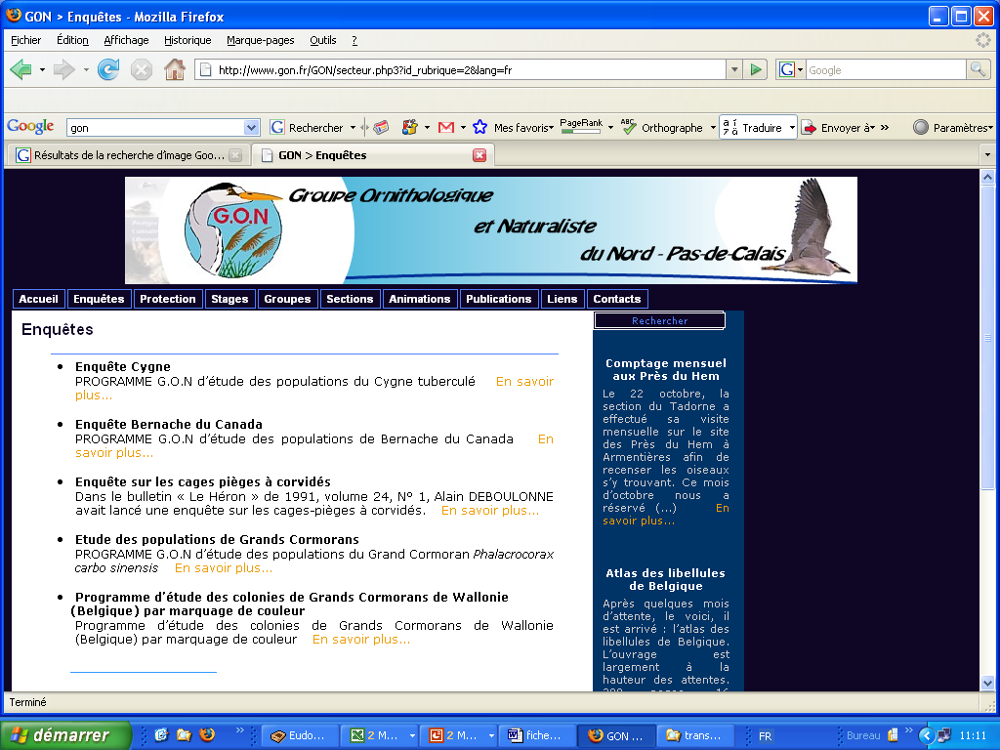 GON > Enquêtes - Mozilla Firefox
Fichier Édition Affichage Historique Marque-pages Outils ?
http://www.gon.fr/GON/secteur.php3?id_rubrique=2&lang=fr
G Google
Google gon G Rechercher PageRank Mes favoris ABC Orthographe Traduire Envoyer à » Paramètres
G Résultats de la recherche d'image Goo... GON > Enquêtes
G.O.N
Groupe Ornithologique
et Naturaliste
du Nord - Pas-de-Calais
Accueil Enquêtes Protection Stages Groupes Sections Animations Publications Liens Contacts
Enquêtes
• Enquête Cygne
PROGRAMME G.O.N d'étude des populations du Cygne tuberculé En savoir
plus...
• Enquête Bernache du Canada
PROGRAMME G.O.N d'étude des populations de Bernache du Canada En
savoir plus...
• Enquête sur les cages pièges à corvidés
Dans le bulletin « Le Héron » de 1991, volume 24, N° 1, Alain DEBOULONNE
avait lancé une enquête sur les cages-pièges à corvidés. En savoir plus...
• Etude des populations de Grands Cormorans
PROGRAMME G.O.N d'étude des populations du Grand Cormoran Phalacrocorax
carbo sinensis En savoir plus...
• Programme d'étude des colonies de Grands Cormorans de Wallonie
(Belgique) par marquage de couleur
Programme d'étude des colonies de Grands Cormorans de Wallonie
(Belgique) par marquage de couleur En savoir plus...
Rechercher
Comptage mensuel
aux Près du Hem
Le 22 octobre, la
section du Tadorne a
effectué sa visite
mensuelle sur le site
des Près du Hem à
Armentières afin de
recenser les oiseaux
s'y trouvant. Ce mois
d'octobre nous a
réservé (...) En
savoir plus...
Atlas des libellules
de Belgique
Après quelques mois
d'attente, le voici, il
est arrivé : l'atlas des
libellules de Belgique.
L'ouvrage est
largement à la
hauteur des attentes.
Terminé
démarrer » Eudo... 2 M... 2 M... fiche... GON ... trans... FR Bureau » 11:11